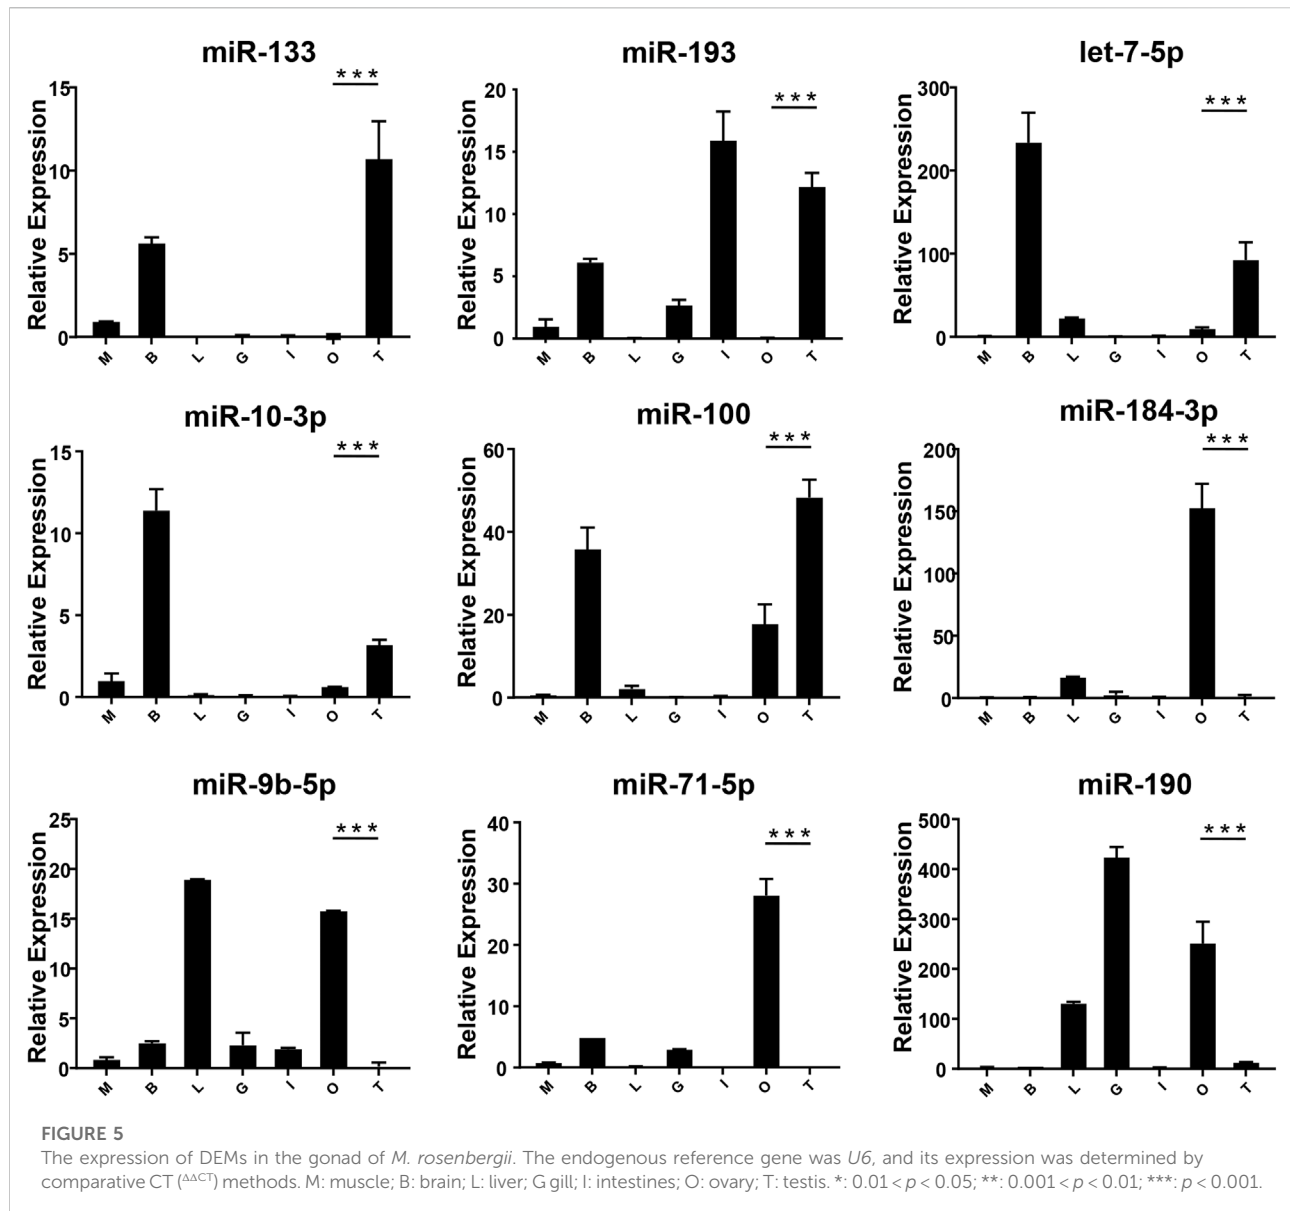 miR-133
* * *
Relative Expression
15
10
5
0
M B L G I O T
miR-193
* * *
Relative Expression
20
15
10
5
0
M B L G I O T
let-7-5p
* * *
Relative Expression
300
200
100
0
M B L G I O T
miR-10-3p
* * *
Relative Expression
15
10
5
0
M B L G I O T
miR-100
* * *
Relative Expression
60
40
20
0
M B L G I O T
miR-184-3p
* * *
Relative Expression
200
150
100
50
0
M B L G I O T
miR-9b-5p
* * *
Relative Expression
25
20
15
10
5
0
M B L G I O T
miR-71-5p
* * *
Relative Expression
40
30
20
10
0
M B L G I O T
miR-190
* * *
Relative Expression
500
400
300
200
100
0
M B L G I O T
FIGURE 5
The expression of DEMs in the gonad of M. rosenbergii. The endogenous reference gene was U6, and its expression was determined by
comparative CT (ΔΔCT) methods. M: muscle; B: brain; L: liver; G gill; I: intestines; O: ovary; T: testis. *: 0.01 < p < 0.05; **: 0.001 < p < 0.01; ***: p < 0.001.